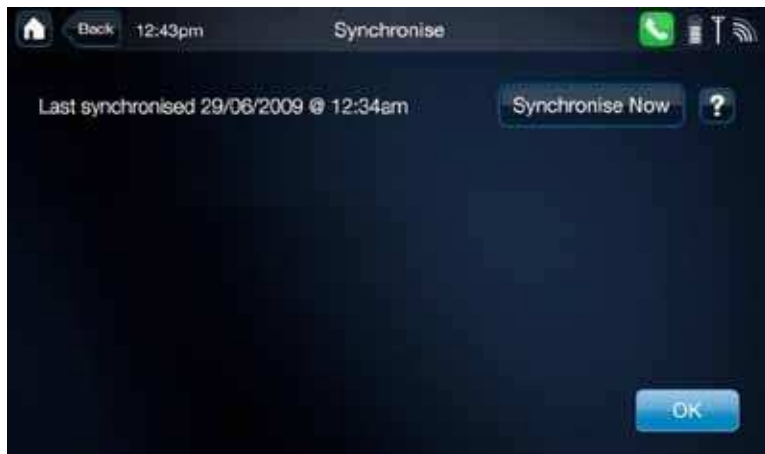 Back 12:43pm Synchronise
Last synchronised 29/06/2009 @ 12:34am Synchronise Now ?
OK